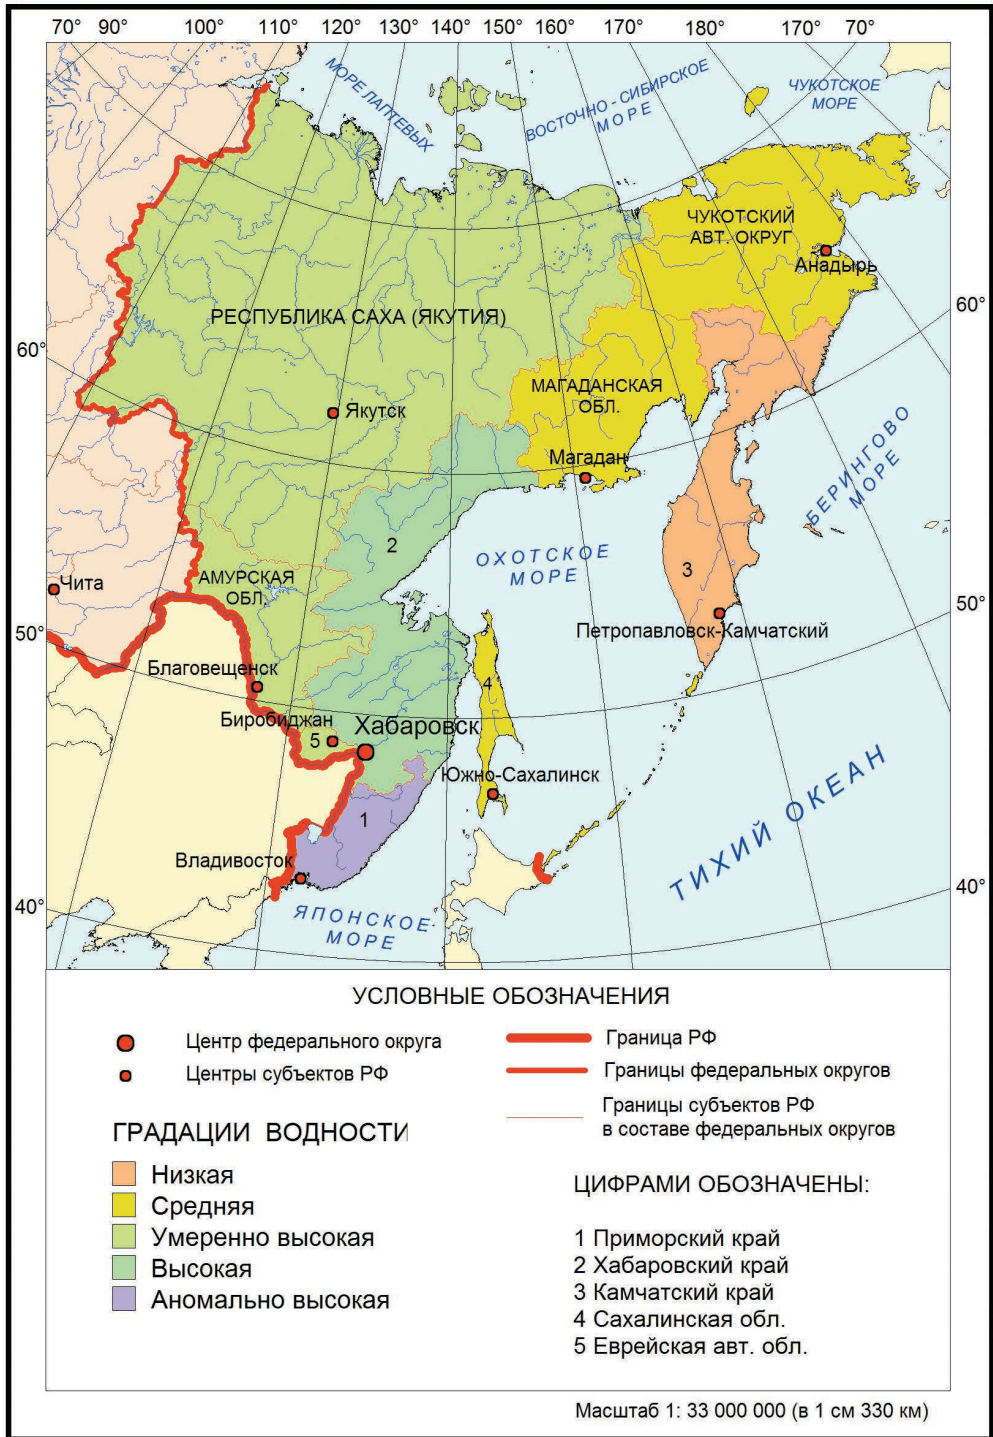 70° 90° 100° 110° 120° 130° 140° 150° 160° 170° 180° 170° 70°
МОРЕ ЛАПТЕВЫХ
ВОСТОЧНО - СИБИРСКОЕ
МОРЕ
ЧУКОТСКОЕ
МОРЕ
ЧУКОТСКИЙ
АВТ. ОКРУГ
Анадырь
60°
РЕСПУБЛИКА САХА (ЯКУТИЯ)
60°
МАГАДАНСКАЯ
ОБЛ.
Якутск
Магадан
БЕРИНГОВО
МОРЕ
2
ОХОТСКОЕ
МОРЕ
3
АМУРСКАЯ
ОБЛ.
Чита
50°
Петропавловск-Камчатский
50°
Благовещенск
4
Биробиджан
5
Хабаровск
Южно-Сахалинск
ТИХИЙ ОКЕАН
1
Владивосток
40°
40°
ЯПОНСКОЕ
МОРЕ
УСЛОВНЫЕ ОБОЗНАЧЕНИЯ
Центр федерального округа
Центры субъектов РФ
Граница РФ
Границы федеральных округов
Границы субъектов РФ
в составе федеральных округов
ГРАДАЦИИ ВОДНОСТИ
Низкая
Средняя
Умеренно высокая
Высокая
Аномально высокая
ЦИФРАМИ ОБОЗНАЧЕНЫ:
1 Приморский край
2 Хабаровский край
3 Камчатский край
4 Сахалинская обл.
5 Еврейская авт. обл.
Масштаб 1: 33 000 000 (в 1 см 330 км)